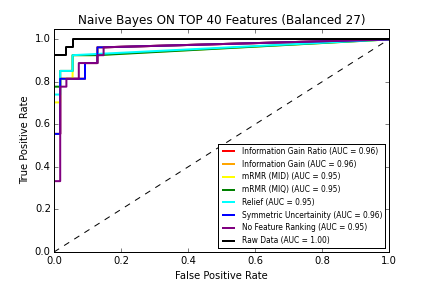 Naive Bayes ON TOP 40 Features (Balanced 27)
True Positive Rate
1.0
0.8
0.6
0.4
0.2
0.0
Information Gain Ratio (AUC = 0.96)
Information Gain (AUC = 0.96)
mRMR (MID) (AUC = 0.95)
mRMR (MIQ) (AUC = 0.95)
Relief (AUC = 0.95)
Symmetric Uncertainity (AUC = 0.96)
No Feature Ranking (AUC = 0.95)
Raw Data (AUC = 1.00)
0.0 0.2 0.4 0.6 0.8 1.0
False Positive Rate